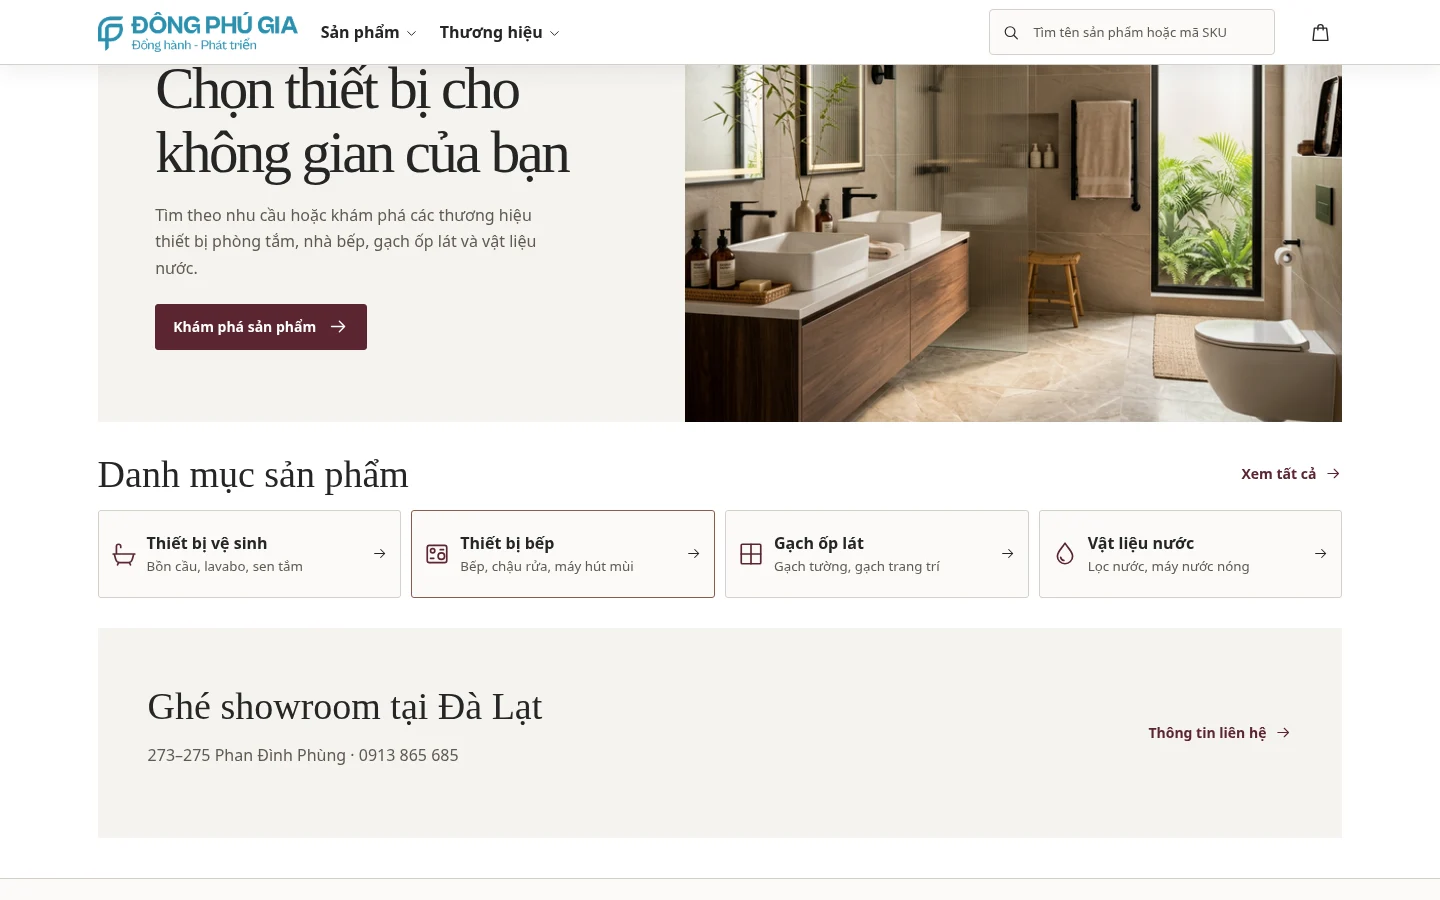 ĐÔNG PHÚ GIA
Đồng hành - Phát triển
Sản phẩm
Thương hiệu
Tìm tên sản phẩm hoặc mã SKU
Chọn thiết bị cho
không gian của bạn
Tìm theo nhu cầu hoặc khám phá các thương hiệu
thiết bị phòng tắm, nhà bếp, gạch ốp lát và vật liệu
nước.
Khám phá sản phẩm
Danh mục sản phẩm
Xem tất cả
Thiết bị vệ sinh
Bồn cầu, lavabo, sen tắm
Thiết bị bếp
Bếp, chậu rửa, máy hút mùi
Gạch ốp lát
Gạch tường, gạch trang trí
Vật liệu nước
Lọc nước, máy nước nóng
Ghé showroom tại Đà Lạt
273–275 Phan Đình Phùng · 0913 865 685
Thông tin liên hệ